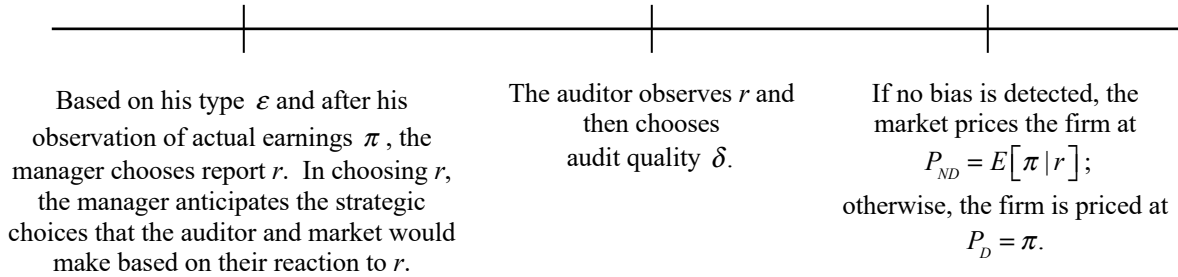 Based on his type ε and after his
observation of actual earnings π , the
manager chooses report r. In choosing r,
the manager anticipates the strategic
choices that the auditor and market would
make based on their reaction to r.
The auditor observes r and
then chooses
audit quality δ.
If no bias is detected, the
market prices the firm at
P_ND = E[π | r];
otherwise, the firm is priced at
P_D = π.